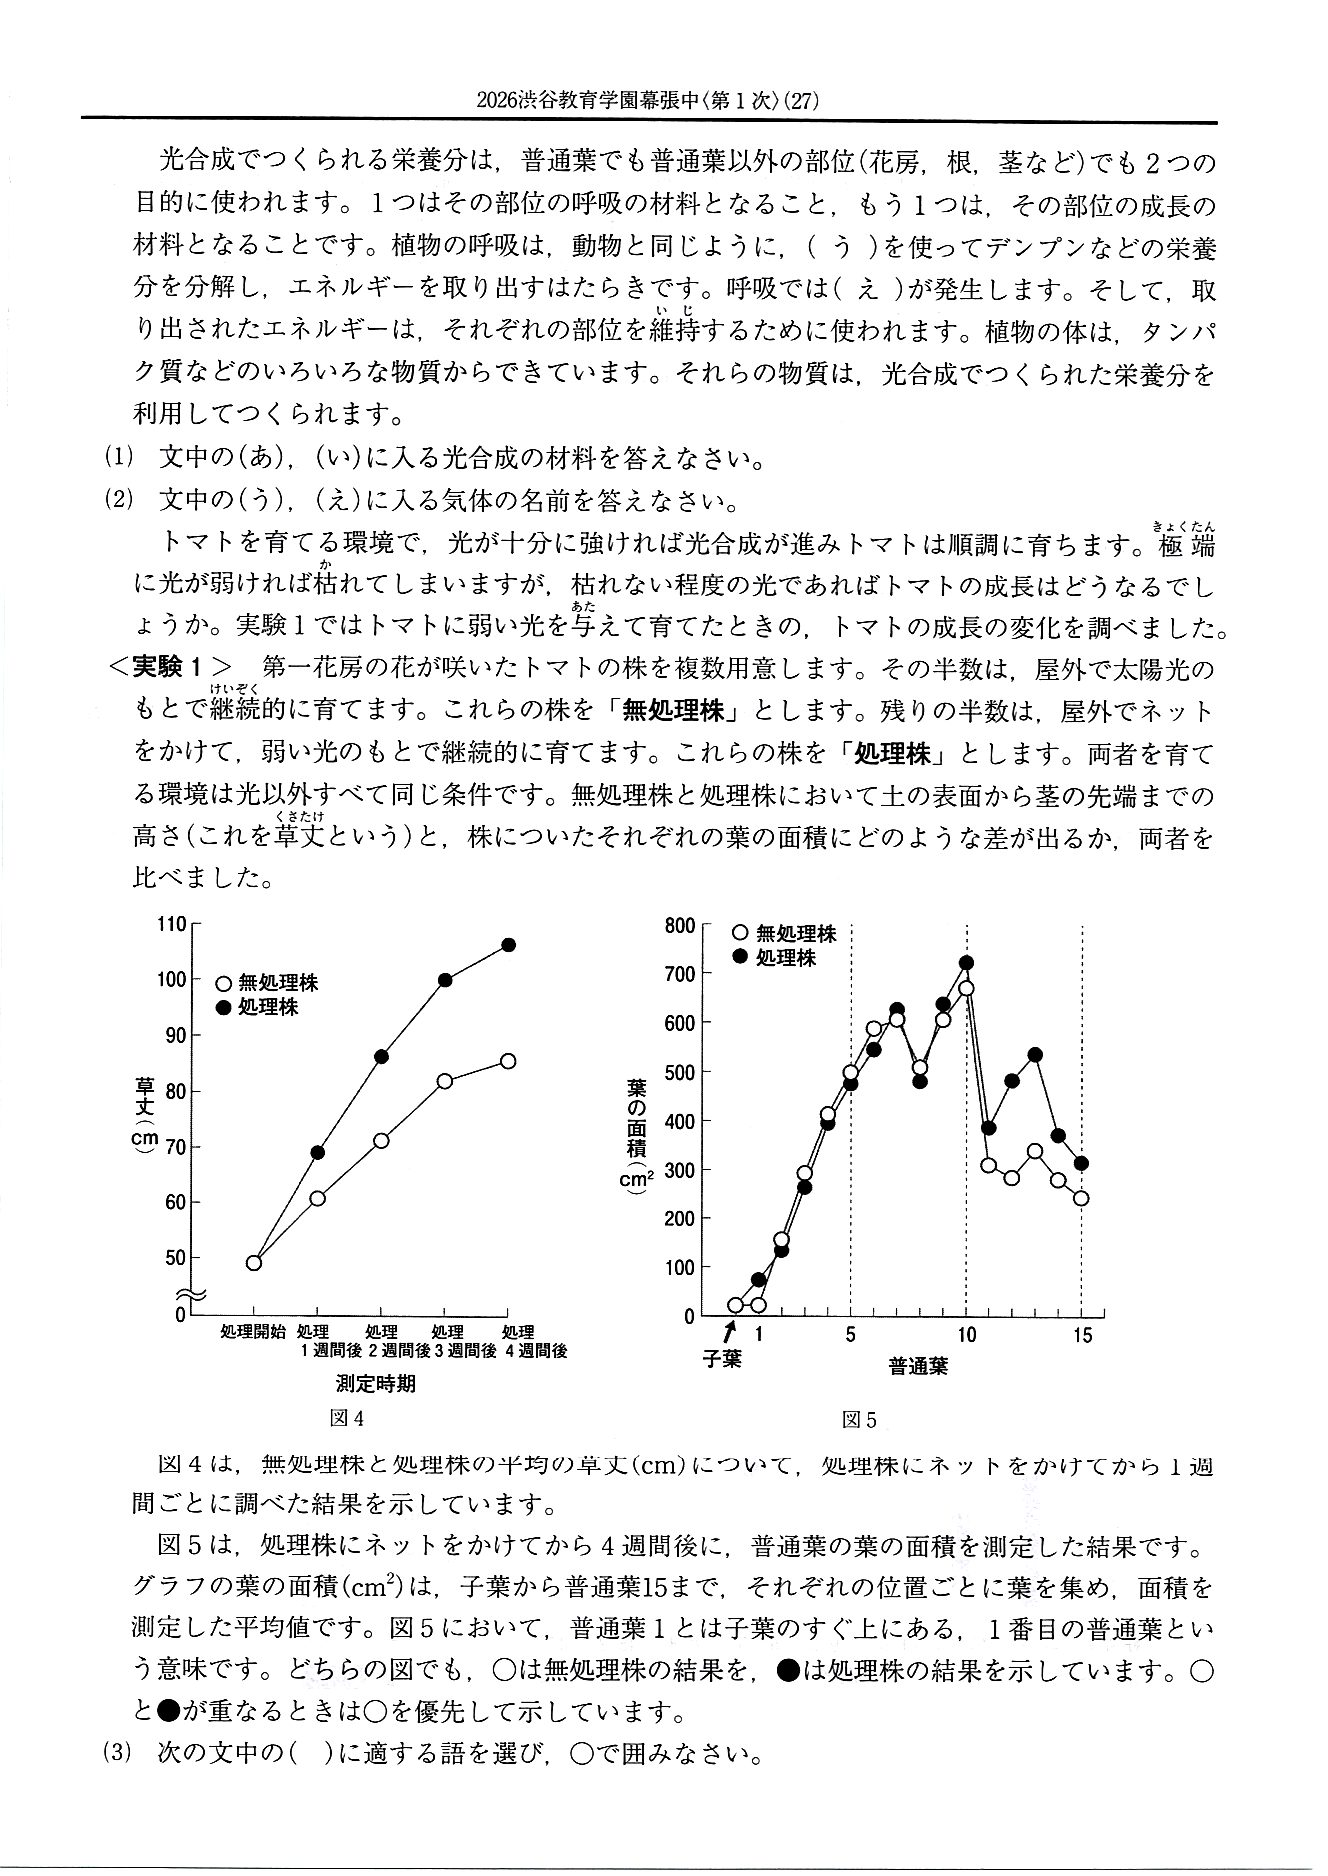 2026渋谷教育学園幕張中〈第1次〉(27)
光合成でつくられる栄養分は，普通葉でも普通葉以外の部位(花房，根，茎など)でも2つの
目的に使われます。1つはその部位の呼吸の材料となること，もう1つは，その部位の成長の
材料となることです。植物の呼吸は，動物と同じように，( う )を使ってデンプンなどの栄養
分を分解し，エネルギーを取り出すはたらきです。呼吸では( え )が発生します。そして，取
り出されたエネルギーは，それぞれの部位を維持するために使われます。植物の体は，タンパ
いじ
ク質などのいろいろな物質からできています。それらの物質は，光合成でつくられた栄養分を
利用してつくられます。
(1) 文中の(あ)，(い)に入る光合成の材料を答えなさい。
(2) 文中の(う)，(え)に入る気体の名前を答えなさい。
きょくたん
トマトを育てる環境で，光が十分に強ければ光合成が進みトマトは順調に育ちます。極端
か
に光が弱ければ枯れてしまいますが，枯れない程度の光であればトマトの成長はどうなるでし
あた
ょうか。実験1ではトマトに弱い光を与えて育てたときの，トマトの成長の変化を調べました。
＜実験1＞ 第一花房の花が咲いたトマトの株を複数用意します。その半数は，屋外で太陽光の
けいぞく
もとで継続的に育てます。これらの株を「無処理株」とします。残りの半数は，屋外でネット
をかけて，弱い光のもとで継続的に育てます。これらの株を「処理株」とします。両者を育て
る環境は光以外すべて同じ条件です。無処理株と処理株において土の表面から茎の先端までの
くさたけ
高さ(これを草丈という)と，株についたそれぞれの葉の面積にどのような差が出るか，両者を
比べました。
110
100
90
80
70
60
50
0
草丈(cm)
○ 無処理株
● 処理株
処理開始 処理1週間後 処理2週間後 処理3週間後 処理4週間後
測定時期
図4
800
700
600
500
400
300
200
100
0
葉の面積(cm²)
○ 無処理株
● 処理株
1 5 10 15
子葉
普通葉
図5
図4は，無処理株と処理株の平均の草丈(cm)について，処理株にネットをかけてから1週
間ごとに調べた結果を示しています。
図5は，処理株にネットをかけてから4週間後に，普通葉の葉の面積を測定した結果です。
グラフの葉の面積(cm²)は，子葉から普通葉15まで，それぞれの位置ごとに葉を集め，面積を
測定した平均値です。図5において，普通葉1とは子葉のすぐ上にある，1番目の普通葉とい
う意味です。どちらの図でも，○は無処理株の結果を，●は処理株の結果を示しています。○
と●が重なるときは○を優先して示しています。
(3) 次の文中の( )に適する語を選び，○で囲みなさい。